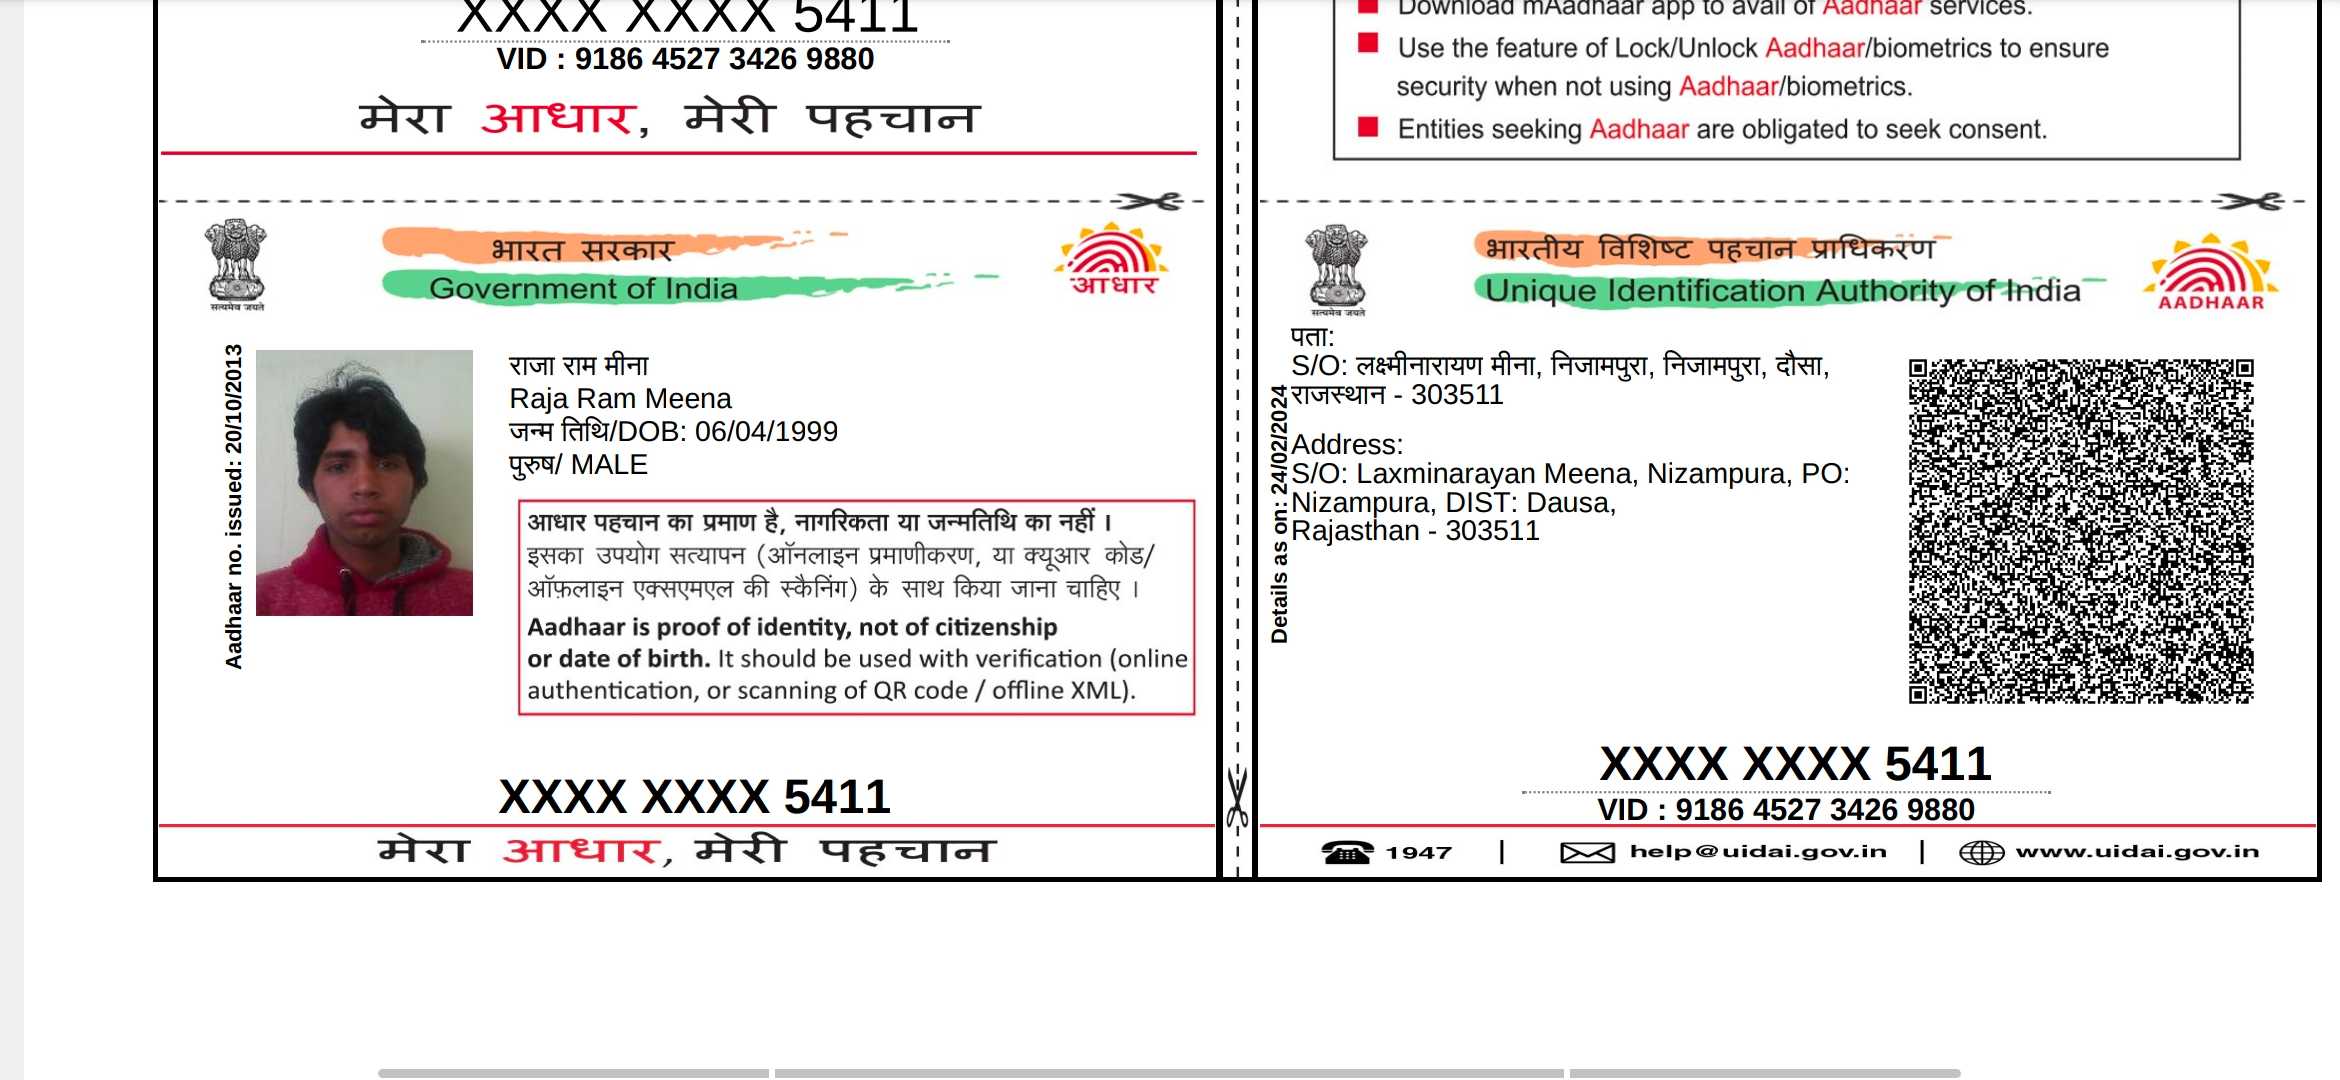 XXXX XXXX 5411
VID : 9186 4527 3426 9880
मेरा आधार, मेरी पहचान
Download mAadhaar app to avail of Aadhaar services.
Use the feature of Lock/Unlock Aadhaar/biometrics to ensure
security when not using Aadhaar/biometrics.
Entities seeking Aadhaar are obligated to seek consent.
सत्यमेव जयते
भारत सरकार
Government of India
आधार
Aadhaar no. issued: 20/10/2013
राजा राम मीना
Raja Ram Meena
जन्म तिथि/DOB: 06/04/1999
पुरुष/ MALE
आधार पहचान का प्रमाण है, नागरिकता या जन्मतिथि का नहीं ।
इसका उपयोग सत्यापन (ऑनलाइन प्रमाणीकरण, या क्यूआर कोड/
ऑफ़लाइन एक्सएमएल की स्कैनिंग) के साथ किया जाना चाहिए ।
Aadhaar is proof of identity, not of citizenship
or date of birth. It should be used with verification (online
authentication, or scanning of QR code / offline XML).
XXXX XXXX 5411
मेरा आधार, मेरी पहचान
सत्यमेव जयते
भारतीय विशिष्ट पहचान प्राधिकरण
Unique Identification Authority of India
AADHAAR
Details as on: 24/02/2024
पता:
S/O: लक्ष्मीनारायण मीना, निजामपुरा, निजामपुरा, दौसा,
राजस्थान - 303511
Address:
S/O: Laxminarayan Meena, Nizampura, PO:
Nizampura, DIST: Dausa,
Rajasthan - 303511
XXXX XXXX 5411
VID : 9186 4527 3426 9880
1947 | help@uidai.gov.in | www.uidai.gov.in